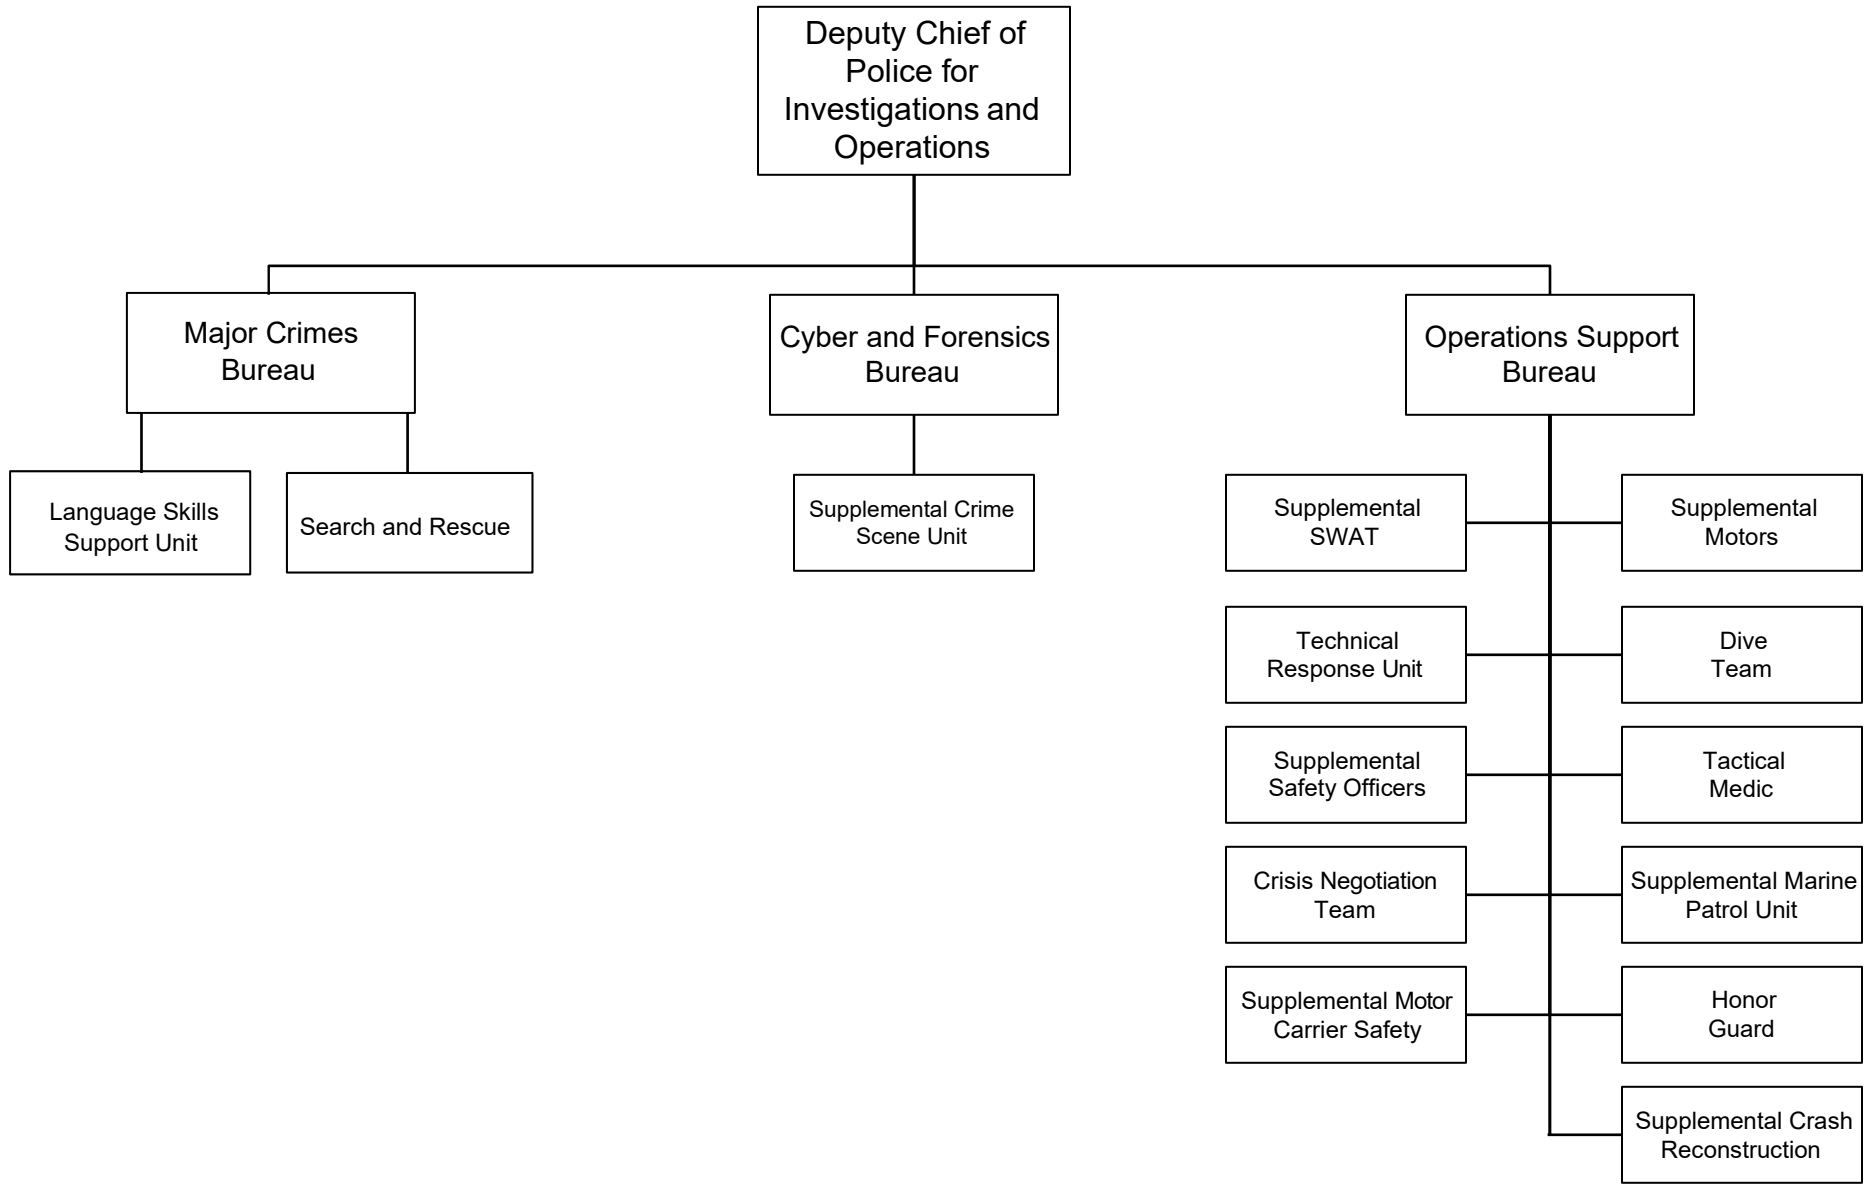 Deputy Chief of
Police for
Investigations and
Operations
Major Crimes
Bureau
Cyber and Forensics
Bureau
Operations Support
Bureau
Language Skills
Support Unit
Search and Rescue
Supplemental Crime
Scene Unit
Supplemental
SWAT
Supplemental
Motors
Technical
Response Unit
Dive
Team
Supplemental
Safety Officers
Tactical
Medic
Crisis Negotiation
Team
Supplemental Marine
Patrol Unit
Supplemental Motor
Carrier Safety
Honor
Guard
Supplemental Crash
Reconstruction